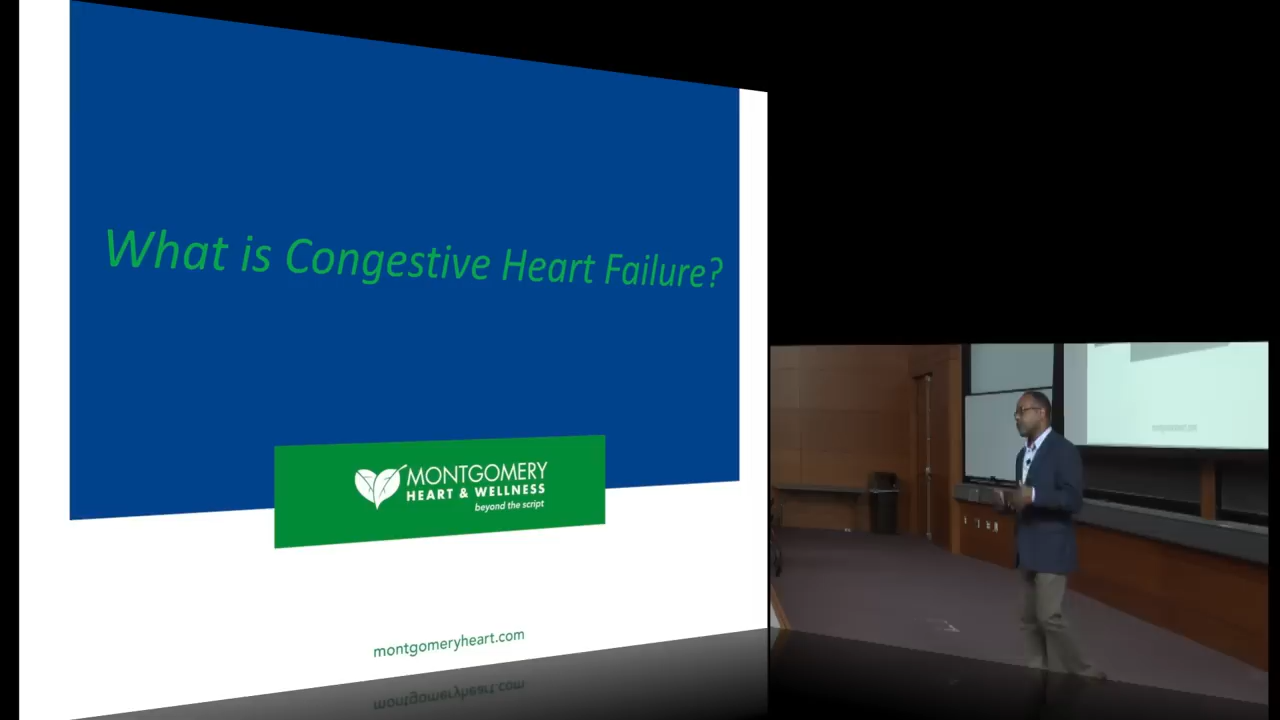 What is Congestive Heart Failure?
MONTGOMERY
HEART & WELLNESS
beyond the script
montgomeryheart.com